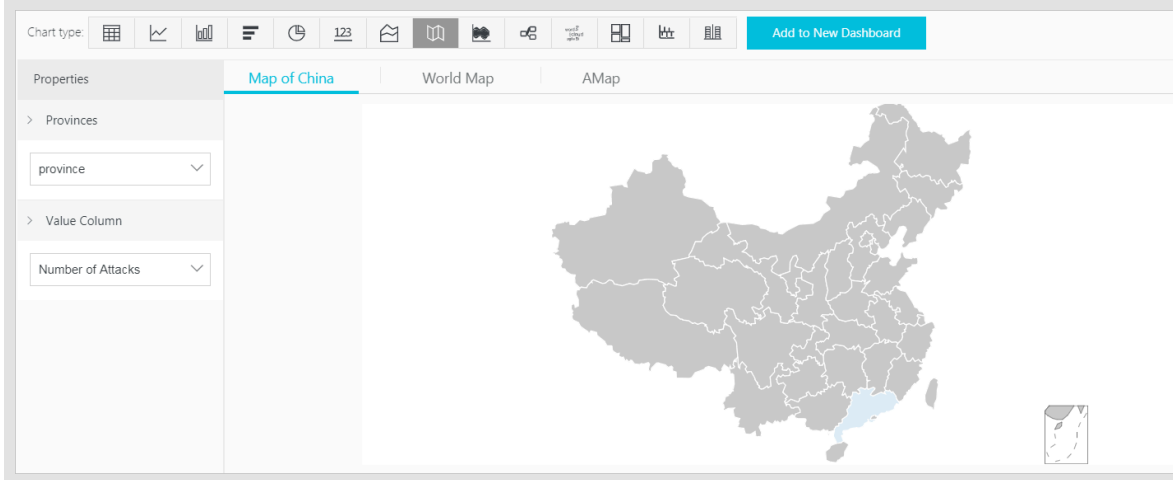 Chart type:
123
Add to New Dashboard
Properties
Map of China
World Map
AMap
Provinces
province
Value Column
Number of Attacks